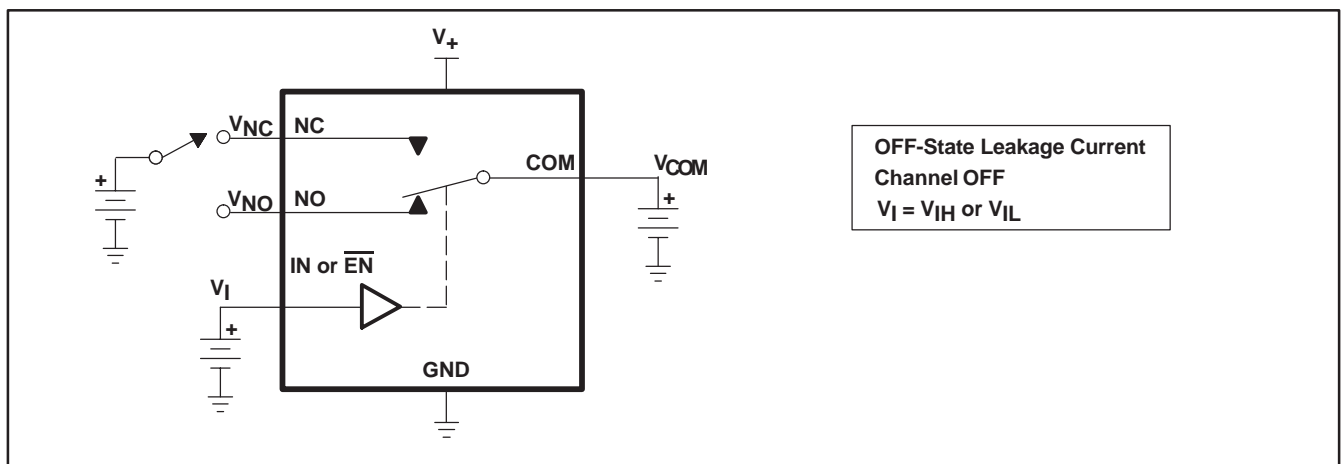 V+
VNC NC
COM VCOM
+
VNO NO
+
IN or EN
VI
+
GND
OFF-State Leakage Current
Channel OFF
VI = VIH or VIL